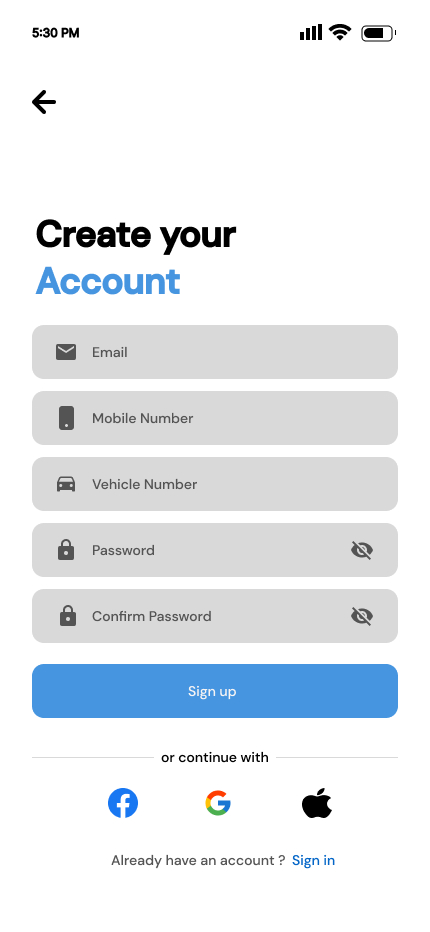 5:30 PM
Create your
Account
Email
Mobile Number
Vehicle Number
Password
Confirm Password
Sign up
or continue with
Already have an account ? Sign in